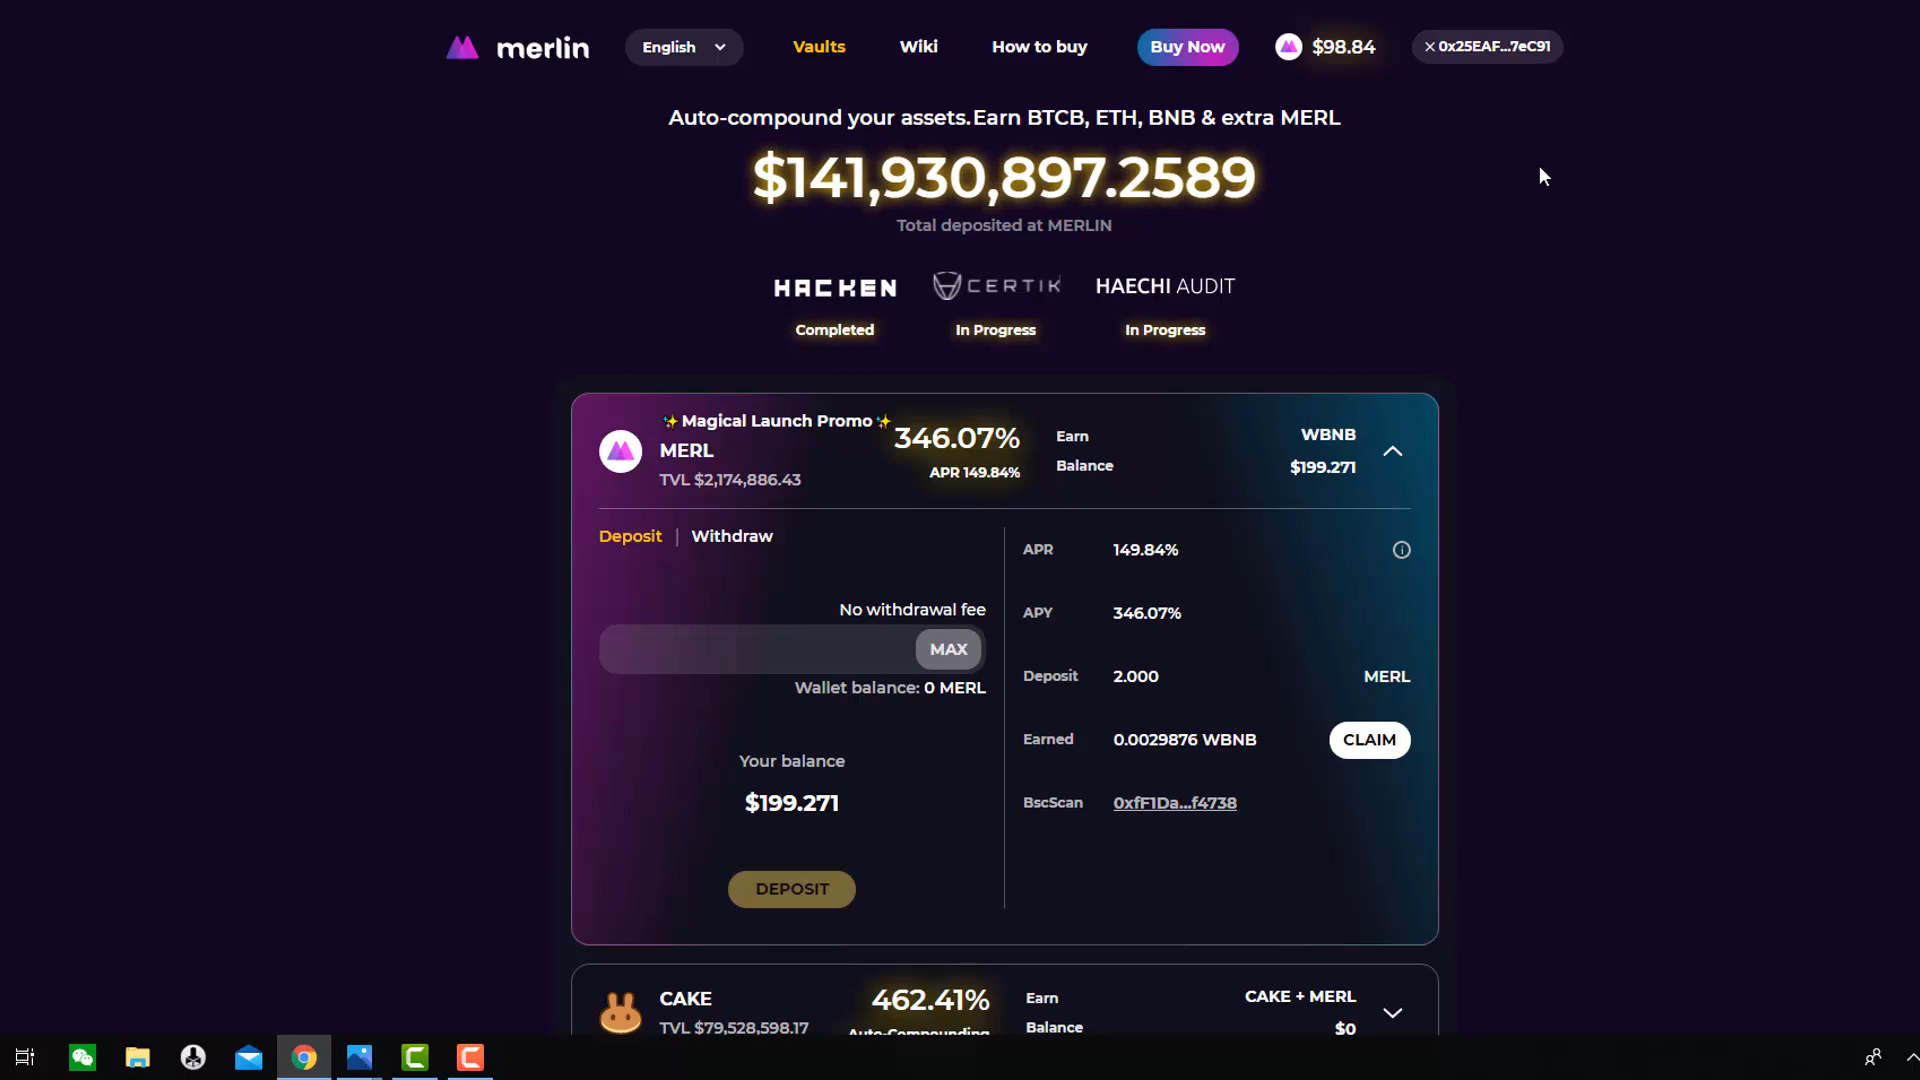 merlin English Vaults Wiki How to buy Buy Now $98.84 0x25EAF...7eC91
Auto-compound your assets.Earn BTCB, ETH, BNB & extra MERL
$141,930,897.2589
Total deposited at MERLIN
HACKEN CERTIK HAECHI AUDIT
Completed In Progress In Progress
✨Magical Launch Promo✨
MERL
TVL $2,174,886.43
346.07%
APR 149.84%
Earn WBNB
Balance $199.271
Deposit | Withdraw
No withdrawal fee
MAX
Wallet balance: 0 MERL
Your balance
$199.271
DEPOSIT
APR 149.84%
APY 346.07%
Deposit 2.000 MERL
Earned 0.0029876 WBNB CLAIM
BscScan 0xfF1Da...f4738
CAKE
TVL $79,528,598.17
462.41%
Auto-Compounding
Earn CAKE + MERL
Balance $0